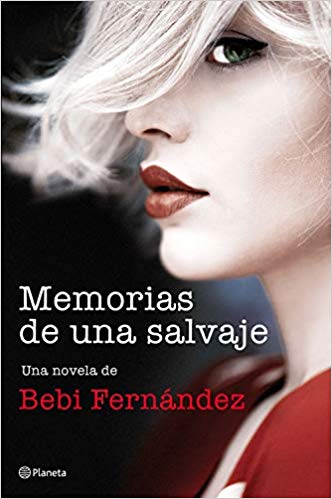 Memorias
de una salvaje
Una novela de
Bebi Fernández
Planeta